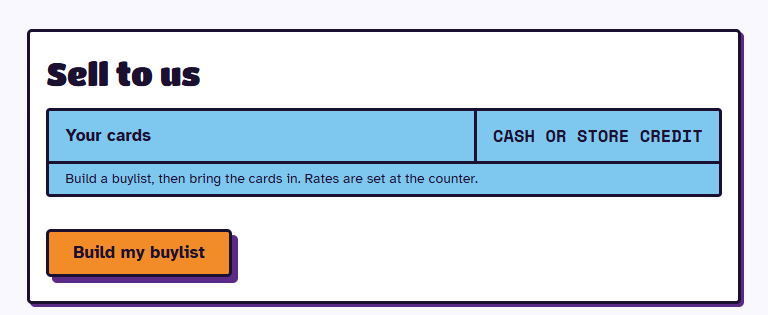 Sell to us
Your cards
CASH OR STORE CREDIT
Build a buylist, then bring the cards in. Rates are set at the counter.
Build my buylist